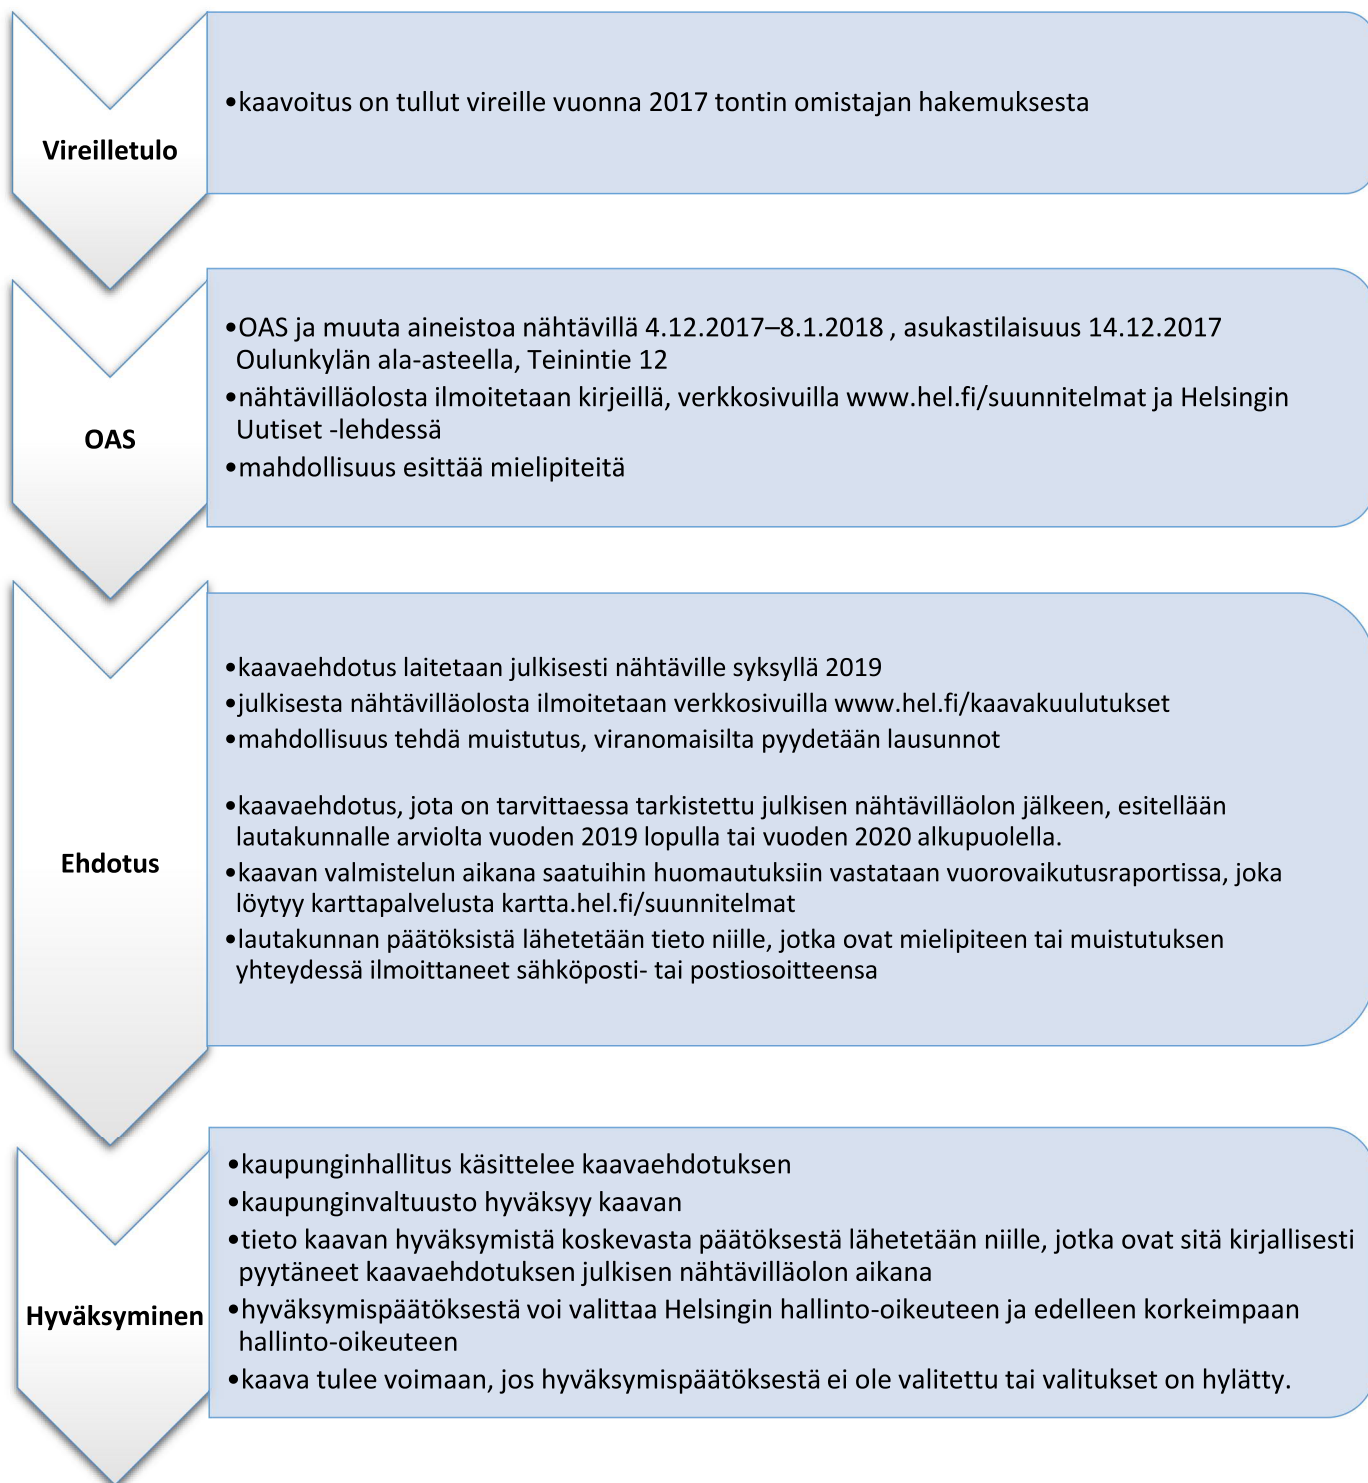 Vireilletulo
•kaavoitus on tullut vireille vuonna 2017 tontin omistajan hakemuksesta
OAS
•OAS ja muuta aineistoa nähtävillä 4.12.2017–8.1.2018 , asukastilaisuus 14.12.2017
Oulunkylän ala-asteella, Teinintie 12
•nähtävilläolosta ilmoitetaan kirjeillä, verkkosivuilla www.hel.fi/suunnitelmat ja Helsingin
Uutiset -lehdessä
•mahdollisuus esittää mielipiteitä
Ehdotus
•kaavaehdotus laitetaan julkisesti nähtäville syksyllä 2019
•julkisesta nähtävilläolosta ilmoitetaan verkkosivuilla www.hel.fi/kaavakuulutukset
•mahdollisuus tehdä muistutus, viranomaisilta pyydetään lausunnot
•kaavaehdotus, jota on tarvittaessa tarkistettu julkisen nähtävilläolon jälkeen, esitellään
lautakunnalle arviolta vuoden 2019 lopulla tai vuoden 2020 alkupuolella.
•kaavan valmistelun aikana saatuihin huomautuksiin vastataan vuorovaikutusraportissa, joka
löytyy karttapalvelusta kartta.hel.fi/suunnitelmat
•lautakunnan päätöksistä lähetetään tieto niille, jotka ovat mielipiteen tai muistutuksen
yhteydessä ilmoittaneet sähköposti- tai postiosoitteensa
Hyväksyminen
•kaupunginhallitus käsittelee kaavaehdotuksen
•kaupunginvaltuusto hyväksyy kaavan
•tieto kaavan hyväksymistä koskevasta päätöksestä lähetetään niille, jotka ovat sitä kirjallisesti
pyytäneet kaavaehdotuksen julkisen nähtävilläolon aikana
•hyväksymispäätöksestä voi valittaa Helsingin hallinto-oikeuteen ja edelleen korkeimpaan
hallinto-oikeuteen
•kaava tulee voimaan, jos hyväksymispäätöksestä ei ole valitettu tai valitukset on hylätty.